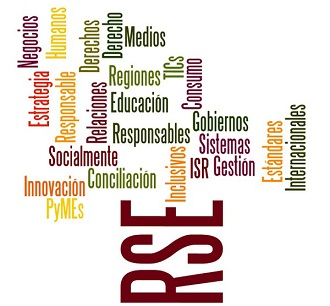 Negocios
Humanos
Derechos
Derecho
Medios
Estrategia
Responsable
Regiones
TICs
Consumo
Relaciones
Educación
Responsables
Gobiernos
Sistemas
Socialmente
Conciliación
Inclusivos
ISR
Gestión
Estándares
Internacionales
Innovación
PyMEs
RSE